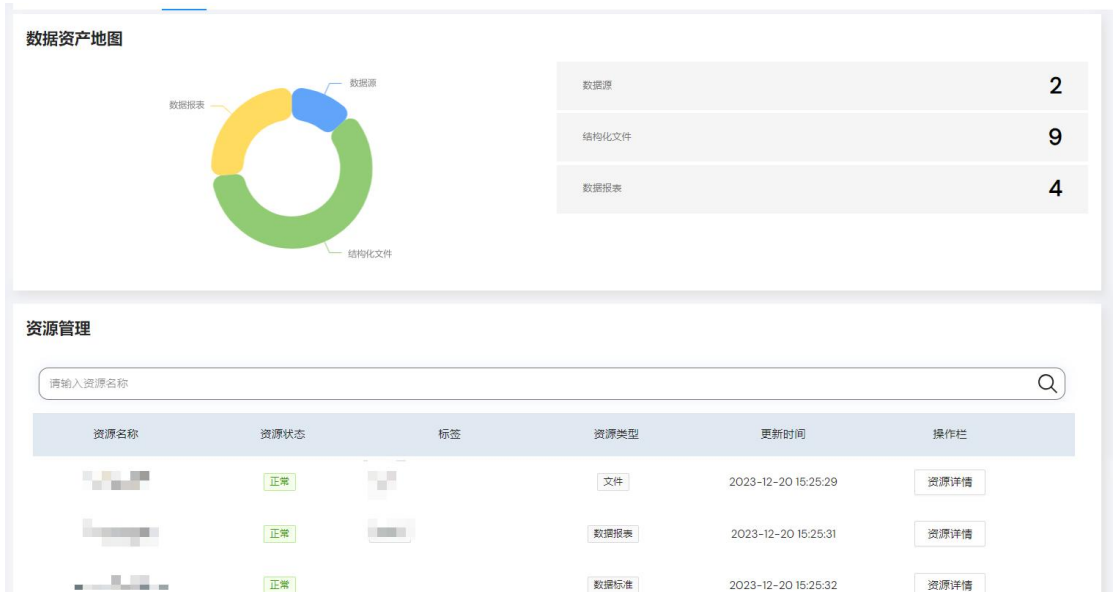 数据资产地图
数据源
数据报表
结构化文件
数据源 2
结构化文件 9
数据报表 4
资源管理
请输入资源名称
资源名称 资源状态 标签 资源类型 更新时间 操作栏
正常 文件 2023-12-20 15:25:29 资源详情
正常 数据报表 2023-12-20 15:25:31 资源详情
正常 数据标准 2023-12-20 15:25:32 资源详情